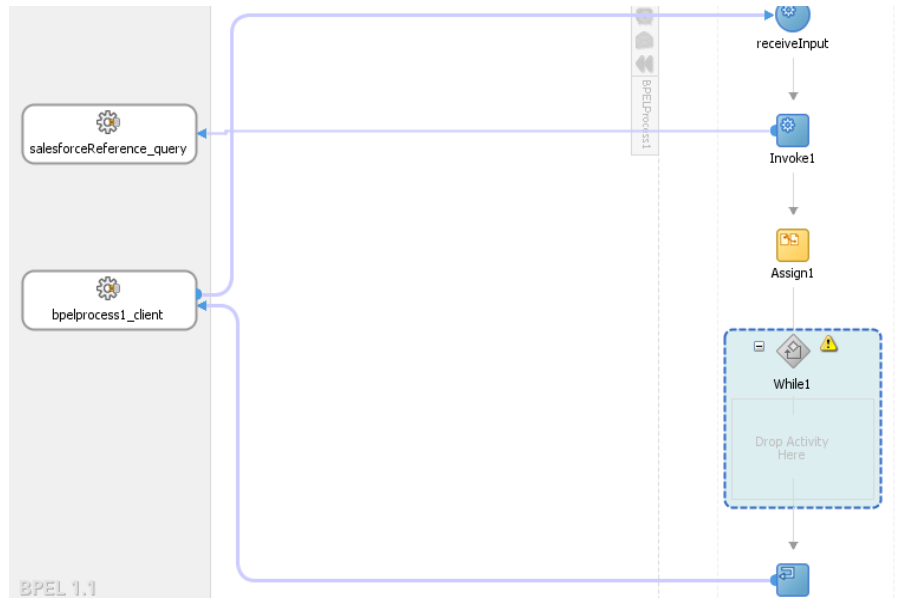 receiveInput
BPELProcess1
salesforceReference_query
Invoke1
Assign1
bpelprocess1_client
While1
Drop Activity
Here
BPEL 1.1